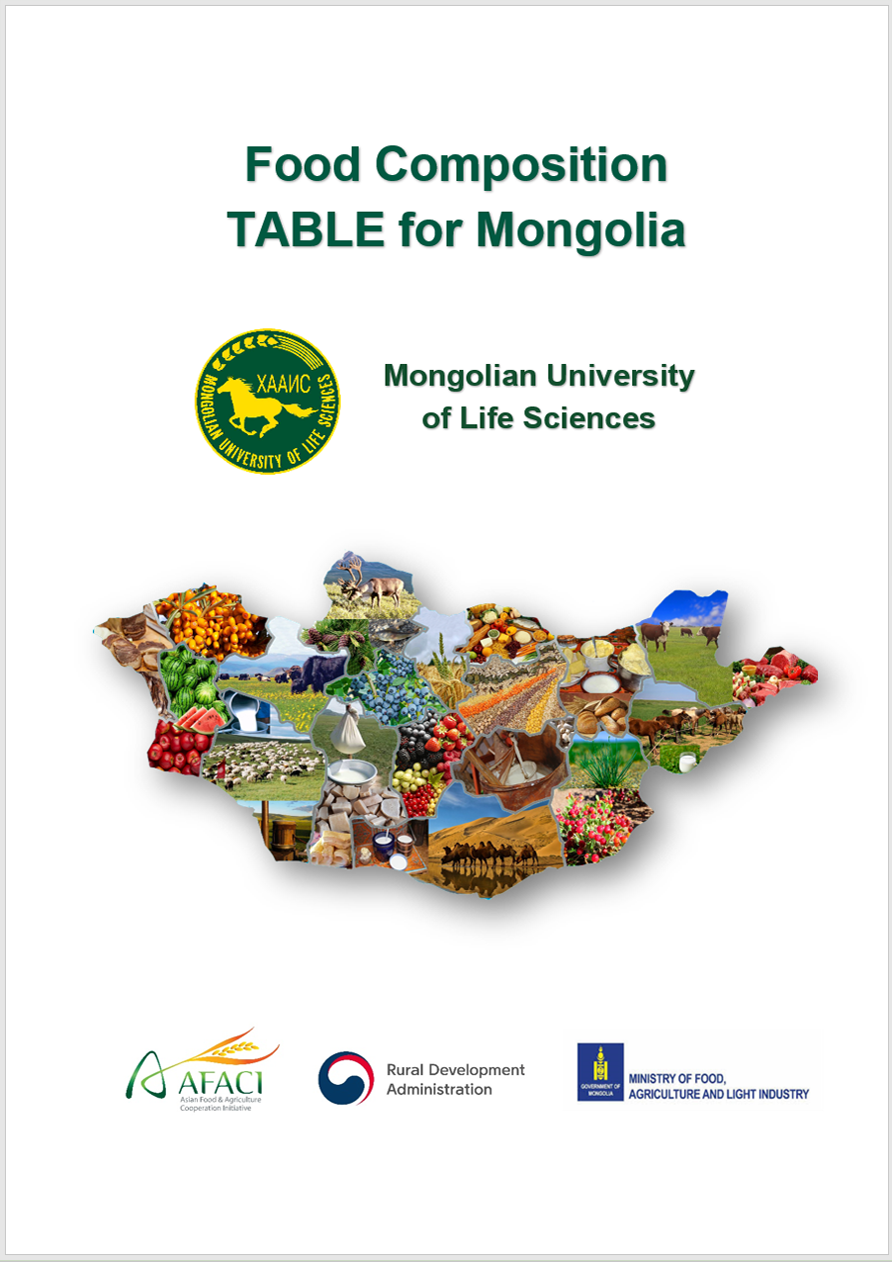 Food Composition
TABLE for Mongolia
ХААИС
MONGOLIAN UNIVERSITY OF LIFE SCIENCES
Mongolian University
of Life Sciences
AFACI
Asian Food & Agriculture
Cooperation Initiative
Rural Development
Administration
GOVERNMENT OF
MONGOLIA
MINISTRY OF FOOD,
AGRICULTURE AND LIGHT INDUSTRY